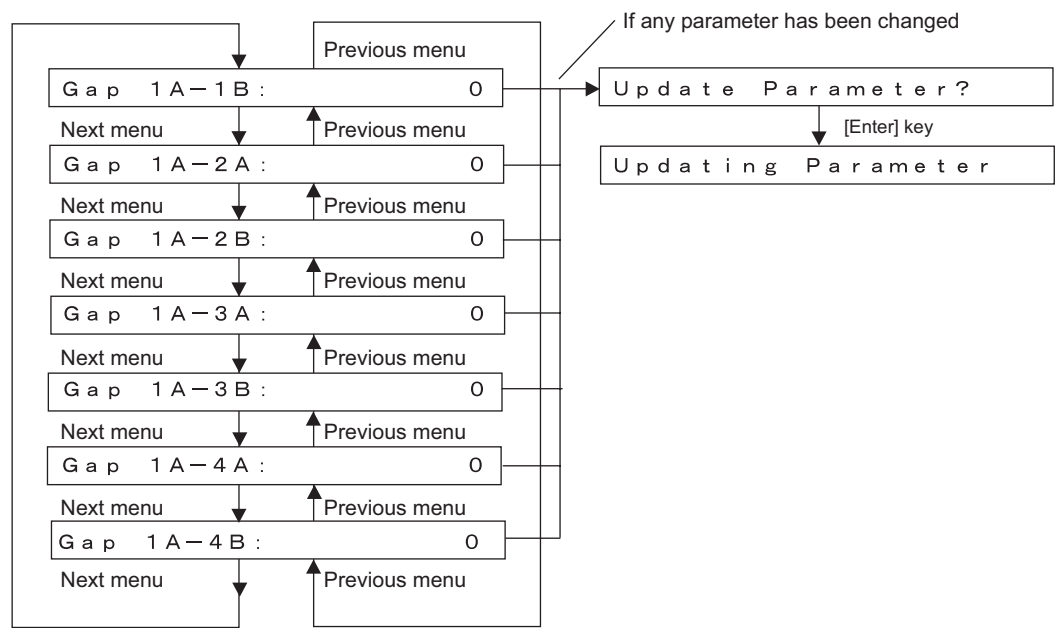 If any parameter has been changed
Previous menu
Gap 1A-1B: 0
Update Parameter?
Next menu
Previous menu
[Enter] key
Gap 1A-2A: 0
Updating Parameter
Next menu
Previous menu
Gap 1A-2B: 0
Next menu
Previous menu
Gap 1A-3A: 0
Next menu
Previous menu
Gap 1A-3B: 0
Next menu
Previous menu
Gap 1A-4A: 0
Next menu
Previous menu
Gap 1A-4B: 0
Next menu
Previous menu